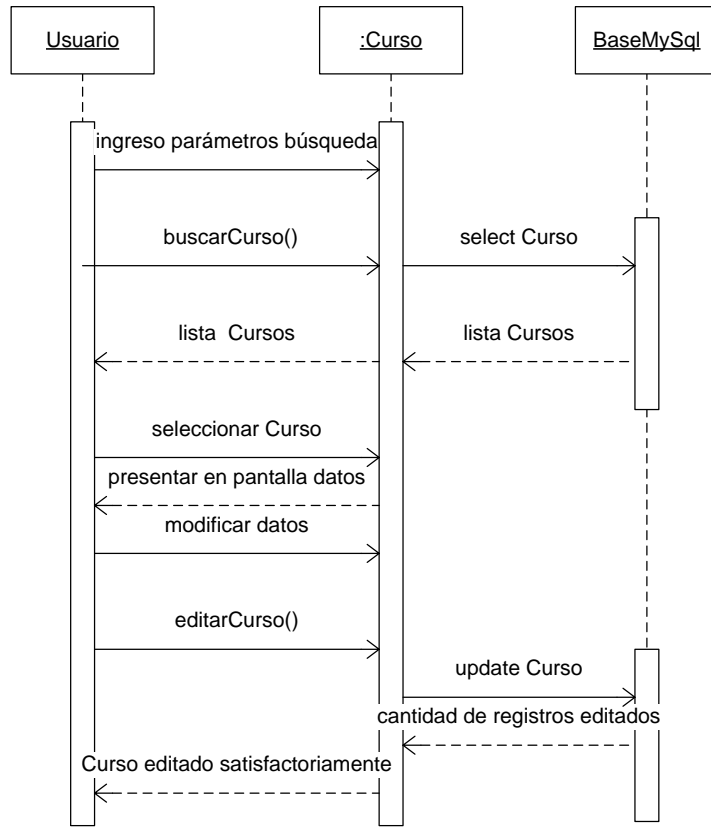 Usuario
:Curso
BaseMySql
ingreso parámetros búsqueda
buscarCurso()
select Curso
lista Cursos
lista Cursos
seleccionar Curso
presentar en pantalla datos
modificar datos
editarCurso()
update Curso
cantidad de registros editados
Curso editado satisfactoriamente